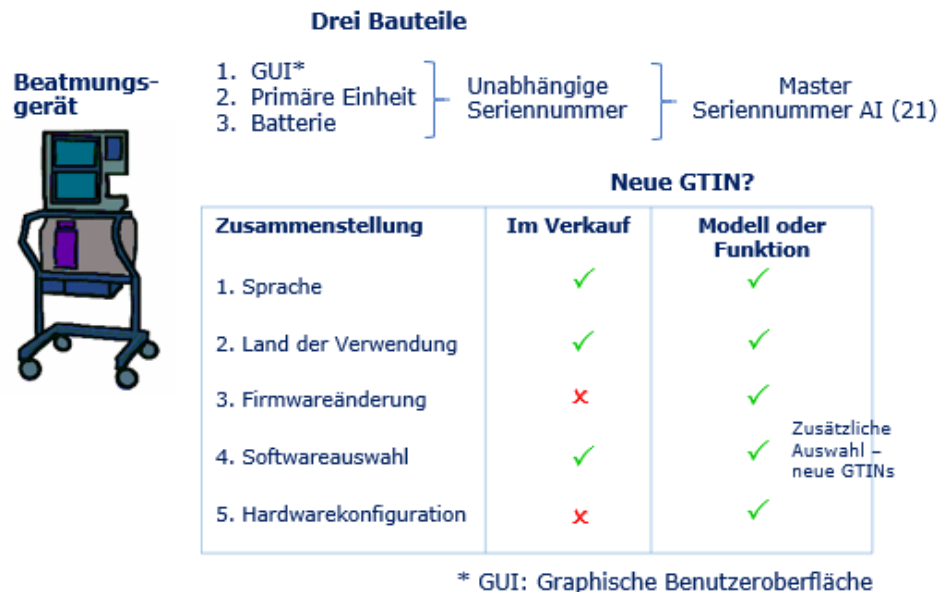 Drei Bauteile
Beatmungs-
gerät
1. GUI*
2. Primäre Einheit
3. Batterie
Unabhängige
Seriennummer
Master
Seriennummer AI (21)
Neue GTIN?
Zusammenstellung
Im Verkauf
Modell oder
Funktion
1. Sprache ✓ ✓
2. Land der Verwendung ✓ ✓
3. Firmwareänderung ✗ ✓
4. Softwareauswahl ✓ ✓
Zusätzliche
Auswahl –
neue GTINs
5. Hardwarekonfiguration ✗ ✓
* GUI: Graphische Benutzeroberfläche